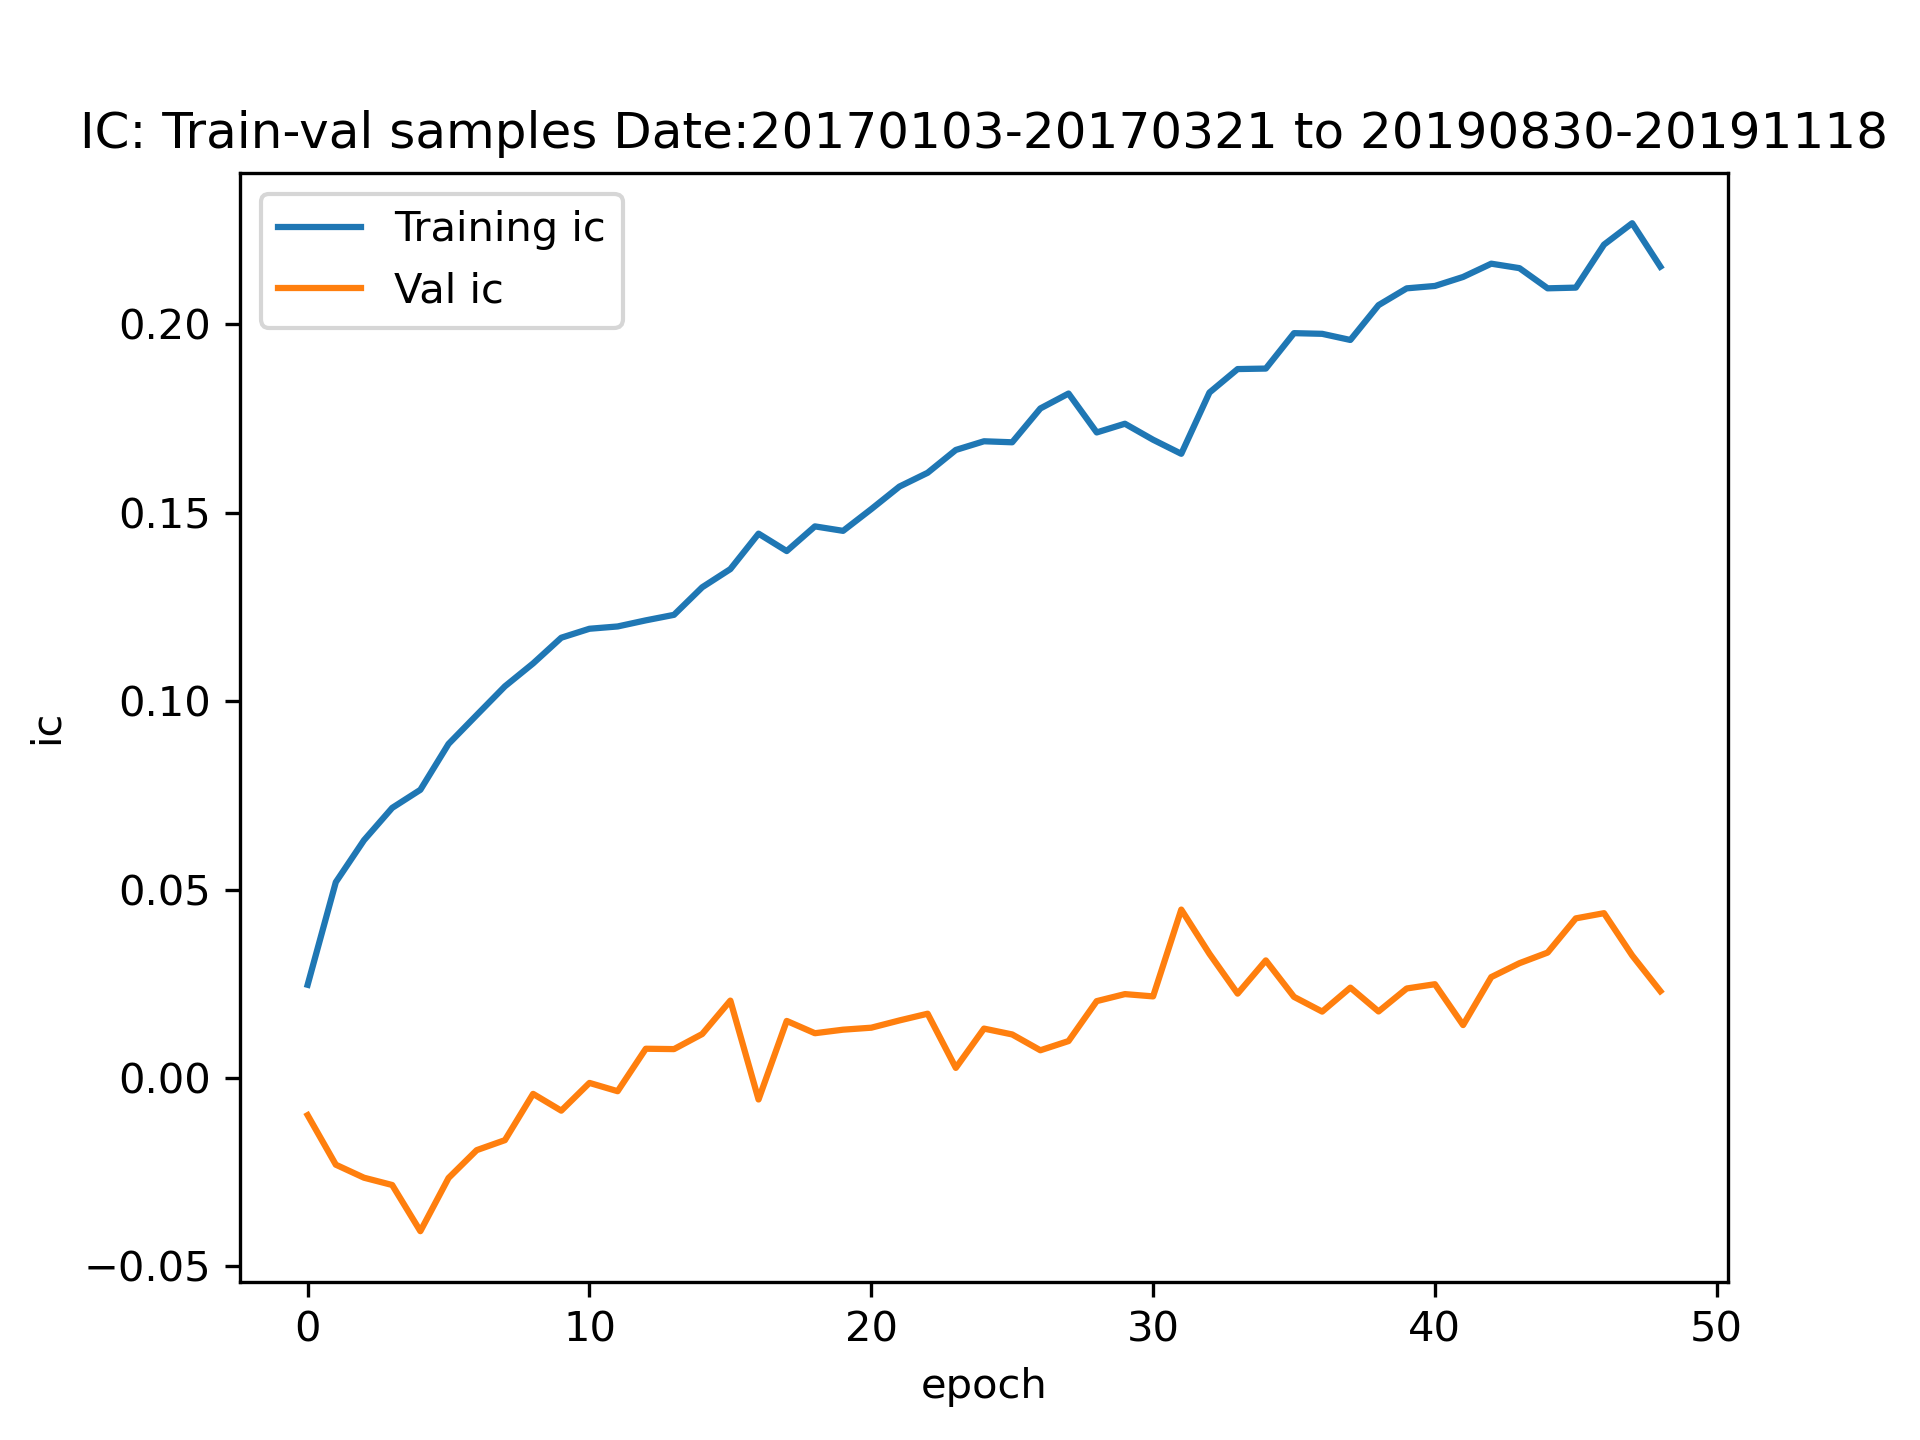 IC: Train-val samples Date:20170103-20170321 to 20190830-20191118
Training ic
Val ic
0.20
0.15
0.10
0.05
0.00
−0.05
ic
0 10 20 30 40 50
epoch